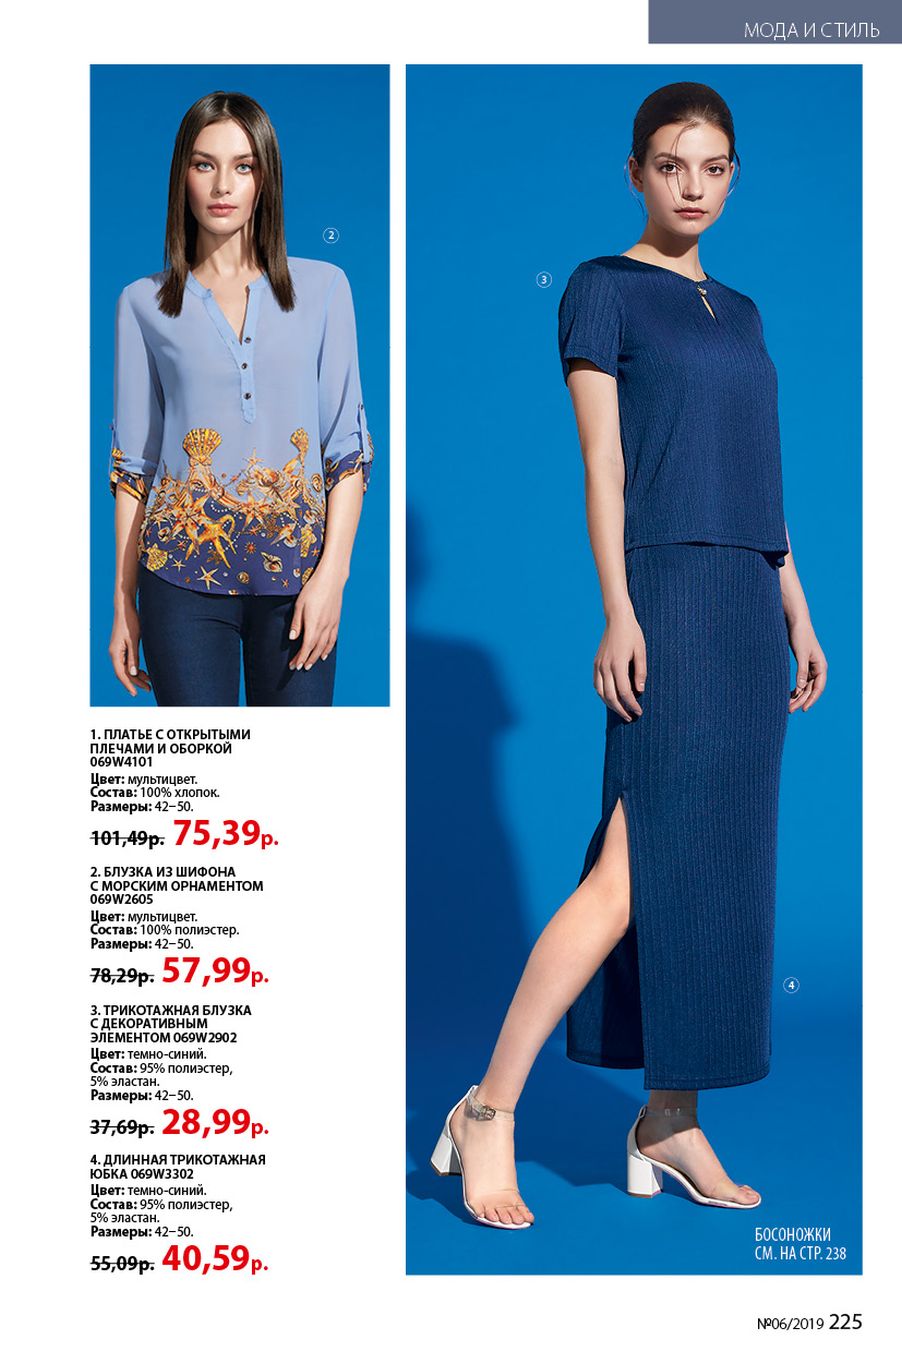 МОДА И СТИЛЬ
2
3
4
1. ПЛАТЬЕ С ОТКРЫТЫМИ
ПЛЕЧАМИ И ОБОРКОЙ
069W4101
Цвет: мультицвет.
Состав: 100% хлопок.
Размеры: 42–50.
101,49р. 75,39р.
2. БЛУЗКА ИЗ ШИФОНА
С МОРСКИМ ОРНАМЕНТОМ
069W2605
Цвет: мультицвет.
Состав: 100% полиэстер.
Размеры: 42–50.
78,29р. 57,99р.
3. ТРИКОТАЖНАЯ БЛУЗКА
С ДЕКОРАТИВНЫМ
ЭЛЕМЕНТОМ 069W2902
Цвет: темно-синий.
Состав: 95% полиэстер,
5% эластан.
Размеры: 42–50.
37,69р. 28,99р.
4. ДЛИННАЯ ТРИКОТАЖНАЯ
ЮБКА 069W3302
Цвет: темно-синий.
Состав: 95% полиэстер,
5% эластан.
Размеры: 42–50.
55,09р. 40,59р.
БОСОНОЖКИ
СМ. НА СТР. 238
№06/2019 225